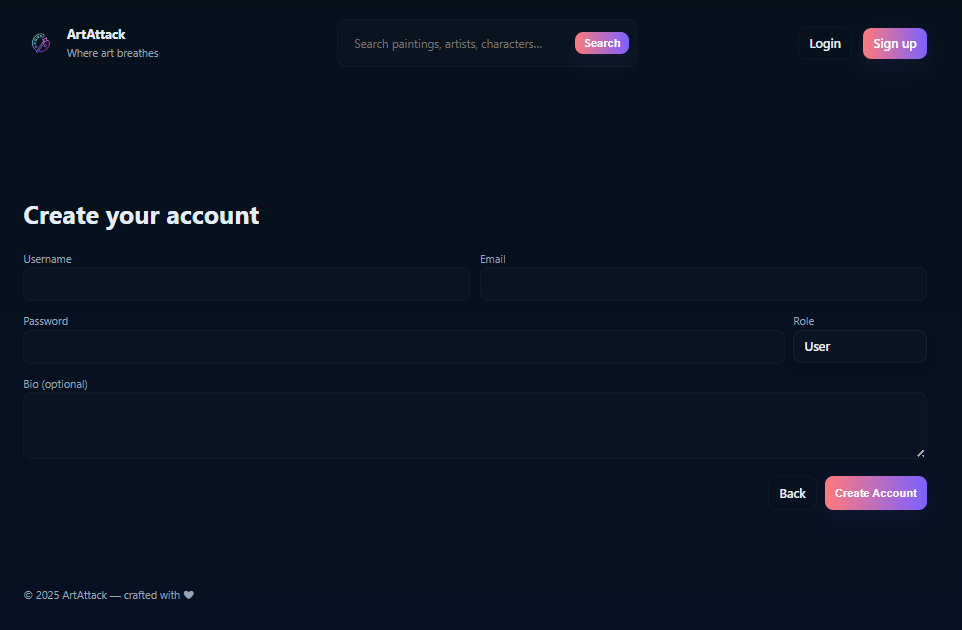 ArtAttack
Where art breathes
Search paintings, artists, characters...
Search
Login
Sign up
Create your account
Username
Email
Password
Role
User
Bio (optional)
Back
Create Account
© 2025 ArtAttack — crafted with ❤